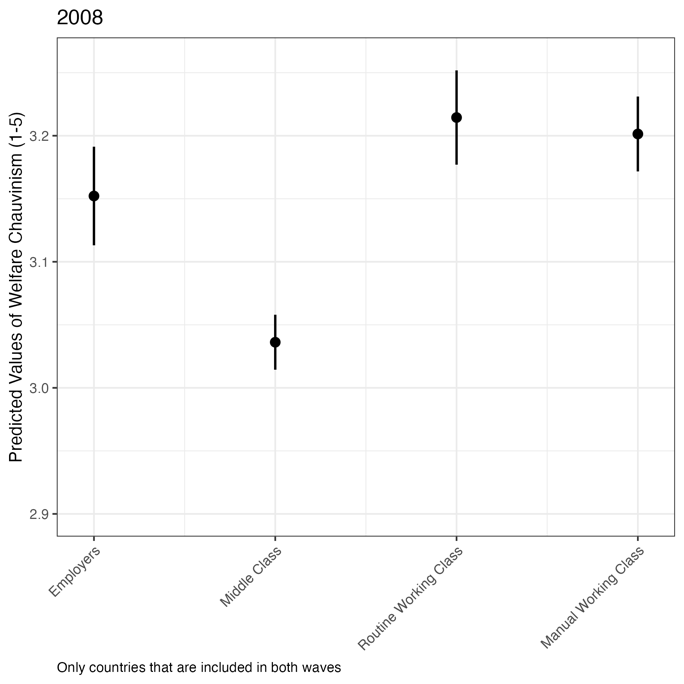 2008
Predicted Values of Welfare Chauvinism (1-5)
3.2
3.1
3.0
2.9
Employers
Middle Class
Routine Working Class
Manual Working Class
Only countries that are included in both waves